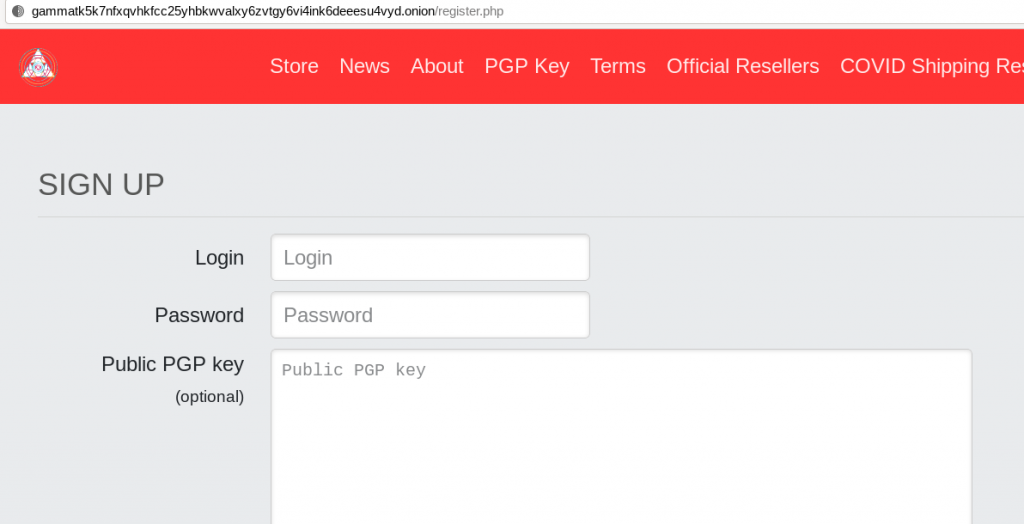 gammatk5k7nfxqvhkfcc25yhbkwvalxy6zvtgy6vi4ink6deeesu4vyd.onion/register.php
Store News About PGP Key Terms Official Resellers COVID Shipping Res
SIGN UP
Login Login
Password Password
Public PGP key Public PGP key
(optional)